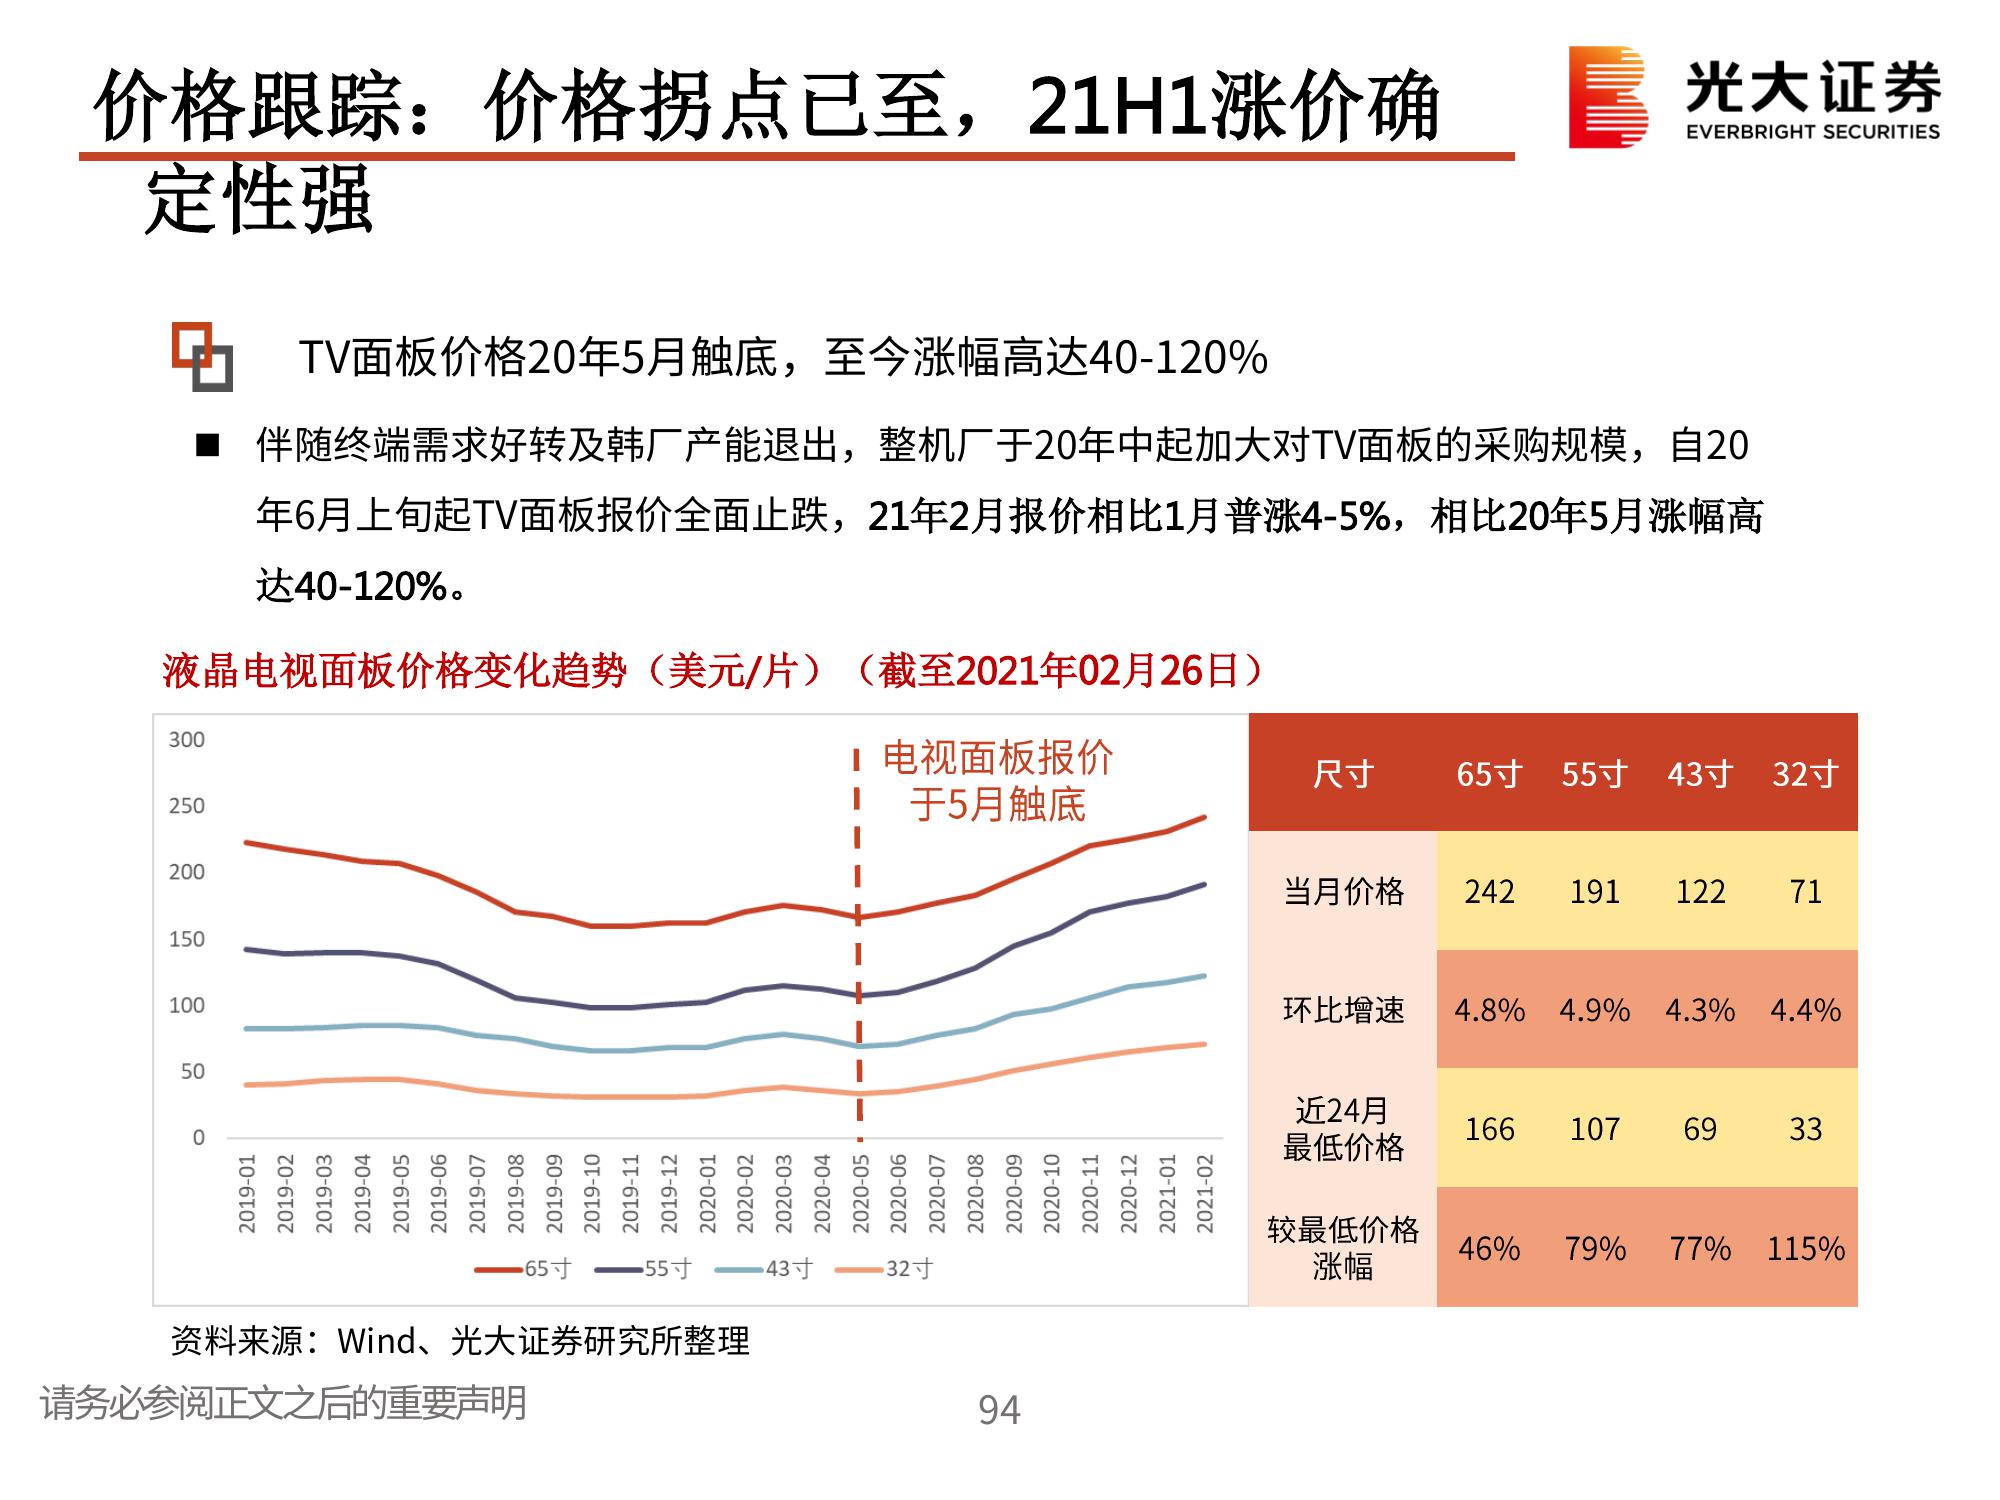 价格跟踪：价格拐点已至，21H1涨价确
定性强
光大证券
EVERBRIGHT SECURITIES
TV面板价格20年5月触底，至今涨幅高达40-120%
■ 伴随终端需求好转及韩厂产能退出，整机厂于20年中起加大对TV面板的采购规模，自20
年6月上旬起TV面板报价全面止跌，21年2月报价相比1月普涨4-5%，相比20年5月涨幅高
达40-120%。
液晶电视面板价格变化趋势（美元/片）（截至2021年02月26日）
300
250
200
150
100
50
0
电视面板报价
于5月触底
2019-01
2019-02
2019-03
2019-04
2019-05
2019-06
2019-07
2019-08
2019-09
2019-10
2019-11
2019-12
2020-01
2020-02
2020-03
2020-04
2020-05
2020-06
2020-07
2020-08
2020-09
2020-10
2020-11
2020-12
2021-01
2021-02
65寸 55寸 43寸 32寸
尺寸 65寸 55寸 43寸 32寸
当月价格 242 191 122 71
环比增速 4.8% 4.9% 4.3% 4.4%
近24月
最低价格 166 107 69 33
较最低价格
涨幅 46% 79% 77% 115%
资料来源：Wind、光大证券研究所整理
请务必参阅正文之后的重要声明
94